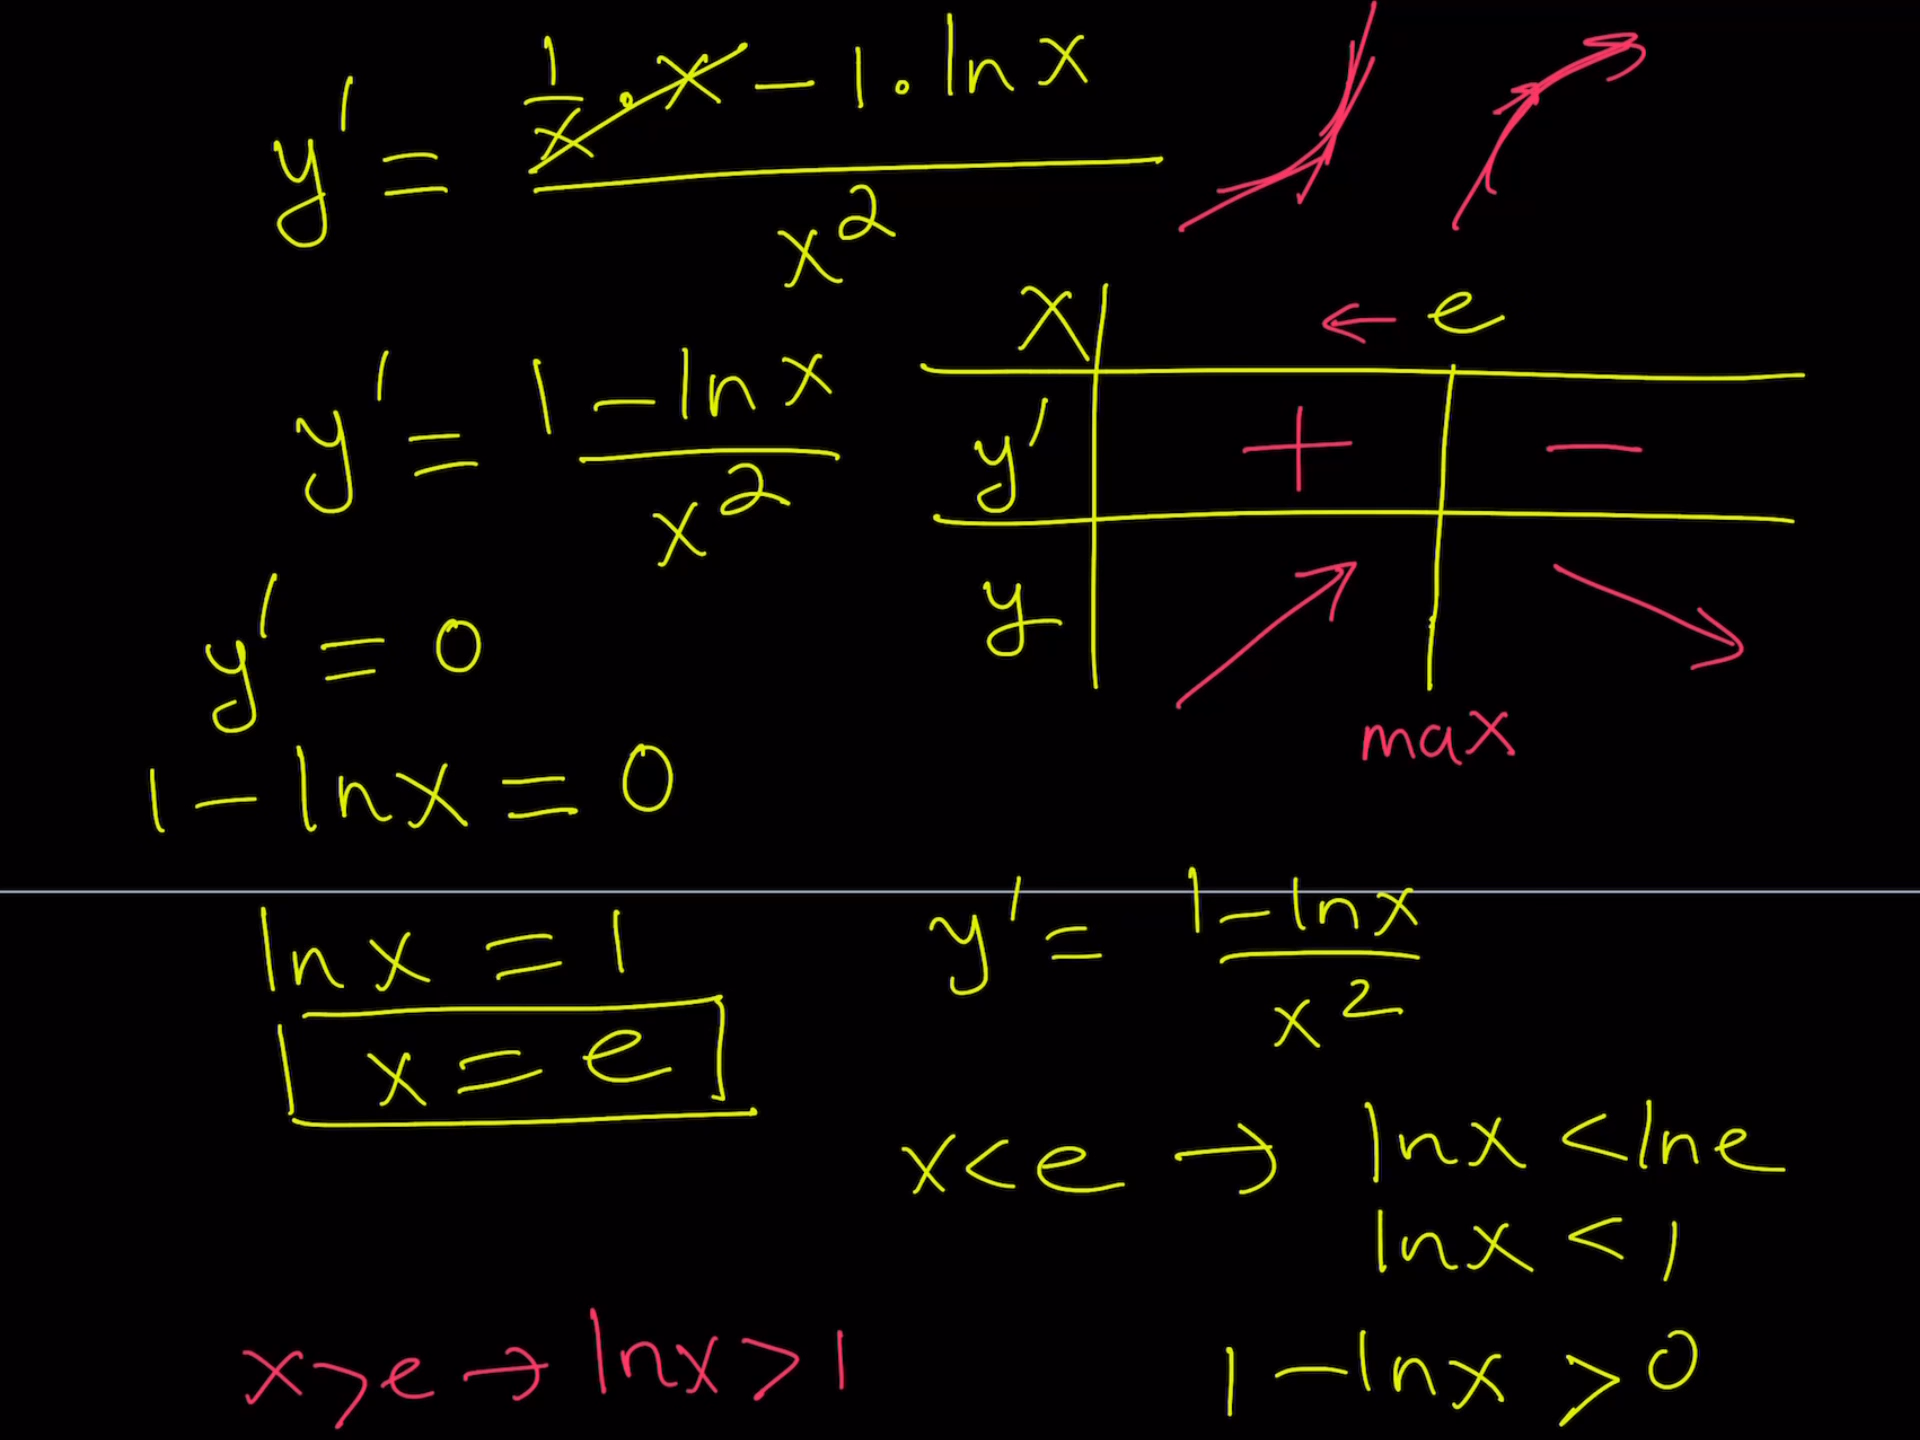 y' = (1/x · x - 1 · ln x) / x²
y' = (1 - ln x) / x²
y' = 0
1 - ln x = 0
x ← e
y' + -
y
max
ln x = 1
x = e
y' = (1 - ln x) / x²
x < e → ln x < ln e
ln x < 1
1 - ln x > 0
x > e → ln x > 1